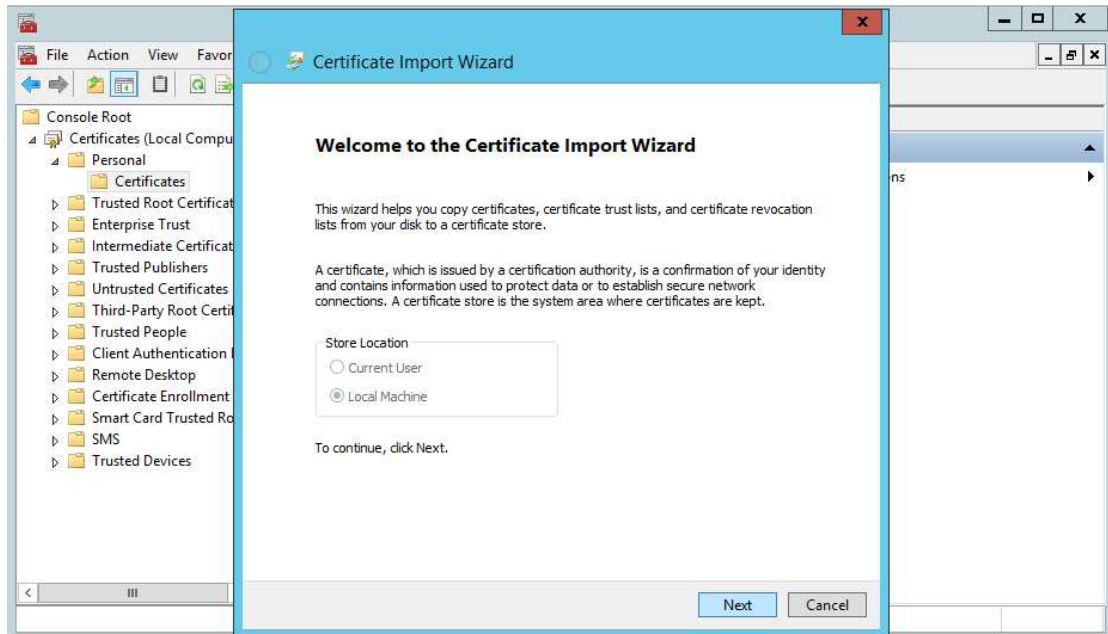 File Action View Favor
Console Root
Certificates (Local Compu
Personal
Certificates
Trusted Root Certificat
Enterprise Trust
Intermediate Certificat
Trusted Publishers
Untrusted Certificates
Third-Party Root Certif
Trusted People
Client Authentication I
Remote Desktop
Certificate Enrollment
Smart Card Trusted Ro
SMS
Trusted Devices
Certificate Import Wizard
Welcome to the Certificate Import Wizard
This wizard helps you copy certificates, certificate trust lists, and certificate revocation
lists from your disk to a certificate store.
A certificate, which is issued by a certification authority, is a confirmation of your identity
and contains information used to protect data or to establish secure network
connections. A certificate store is the system area where certificates are kept.
Store Location
Current User
Local Machine
To continue, click Next.
Next Cancel
ns